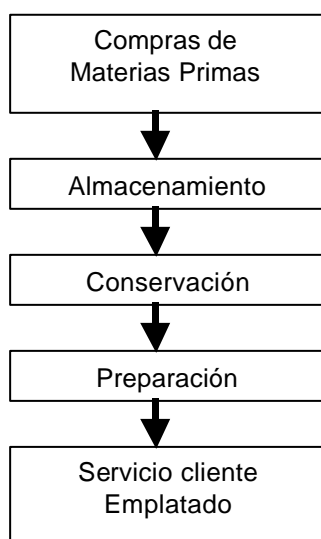 Compras de
Materias Primas
Almacenamiento
Conservación
Preparación
Servicio cliente
Emplatado